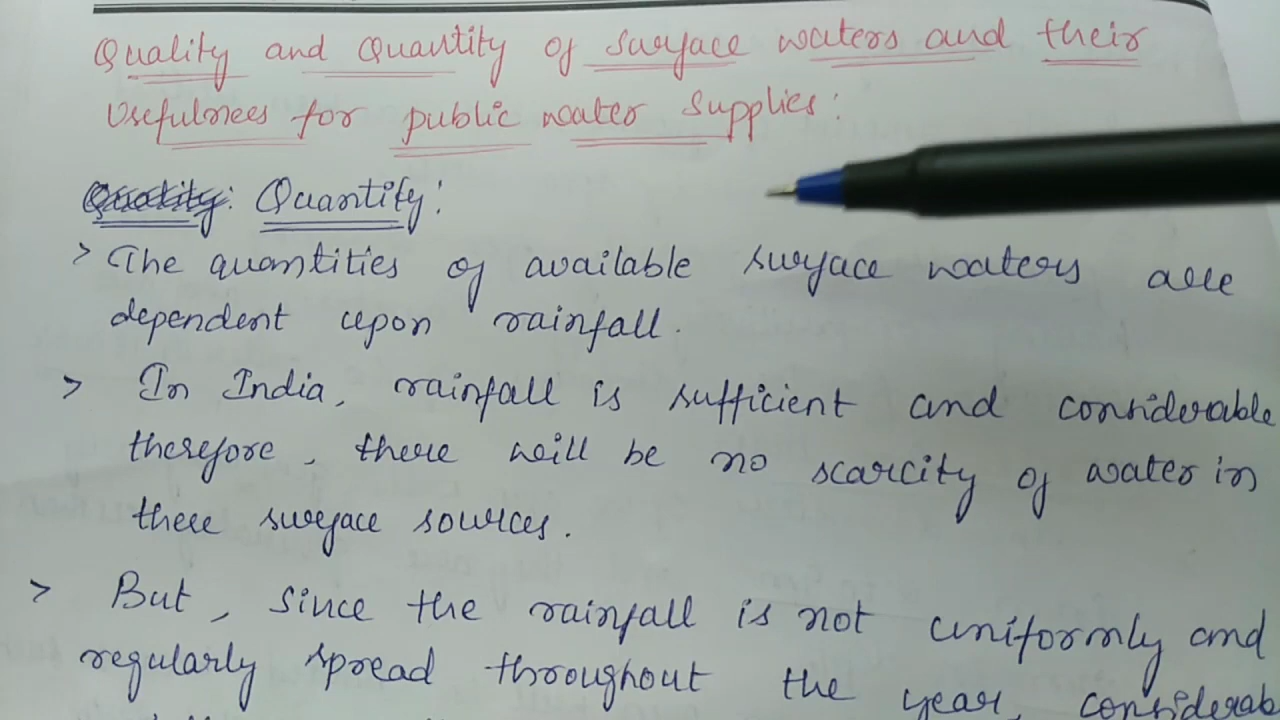 Quality and Quantity of surface waters and their
Usefulnees for public water supplies:
Quality: Quantity:
> The quantities of available surface waters are
dependent upon rainfall.
> In India, rainfall is sufficient and considerable
therefore, there will be no scarcity of water in
these surface sources.
> But, since the rainfall is not uniformly and
regularly spread throughout the year, considerab